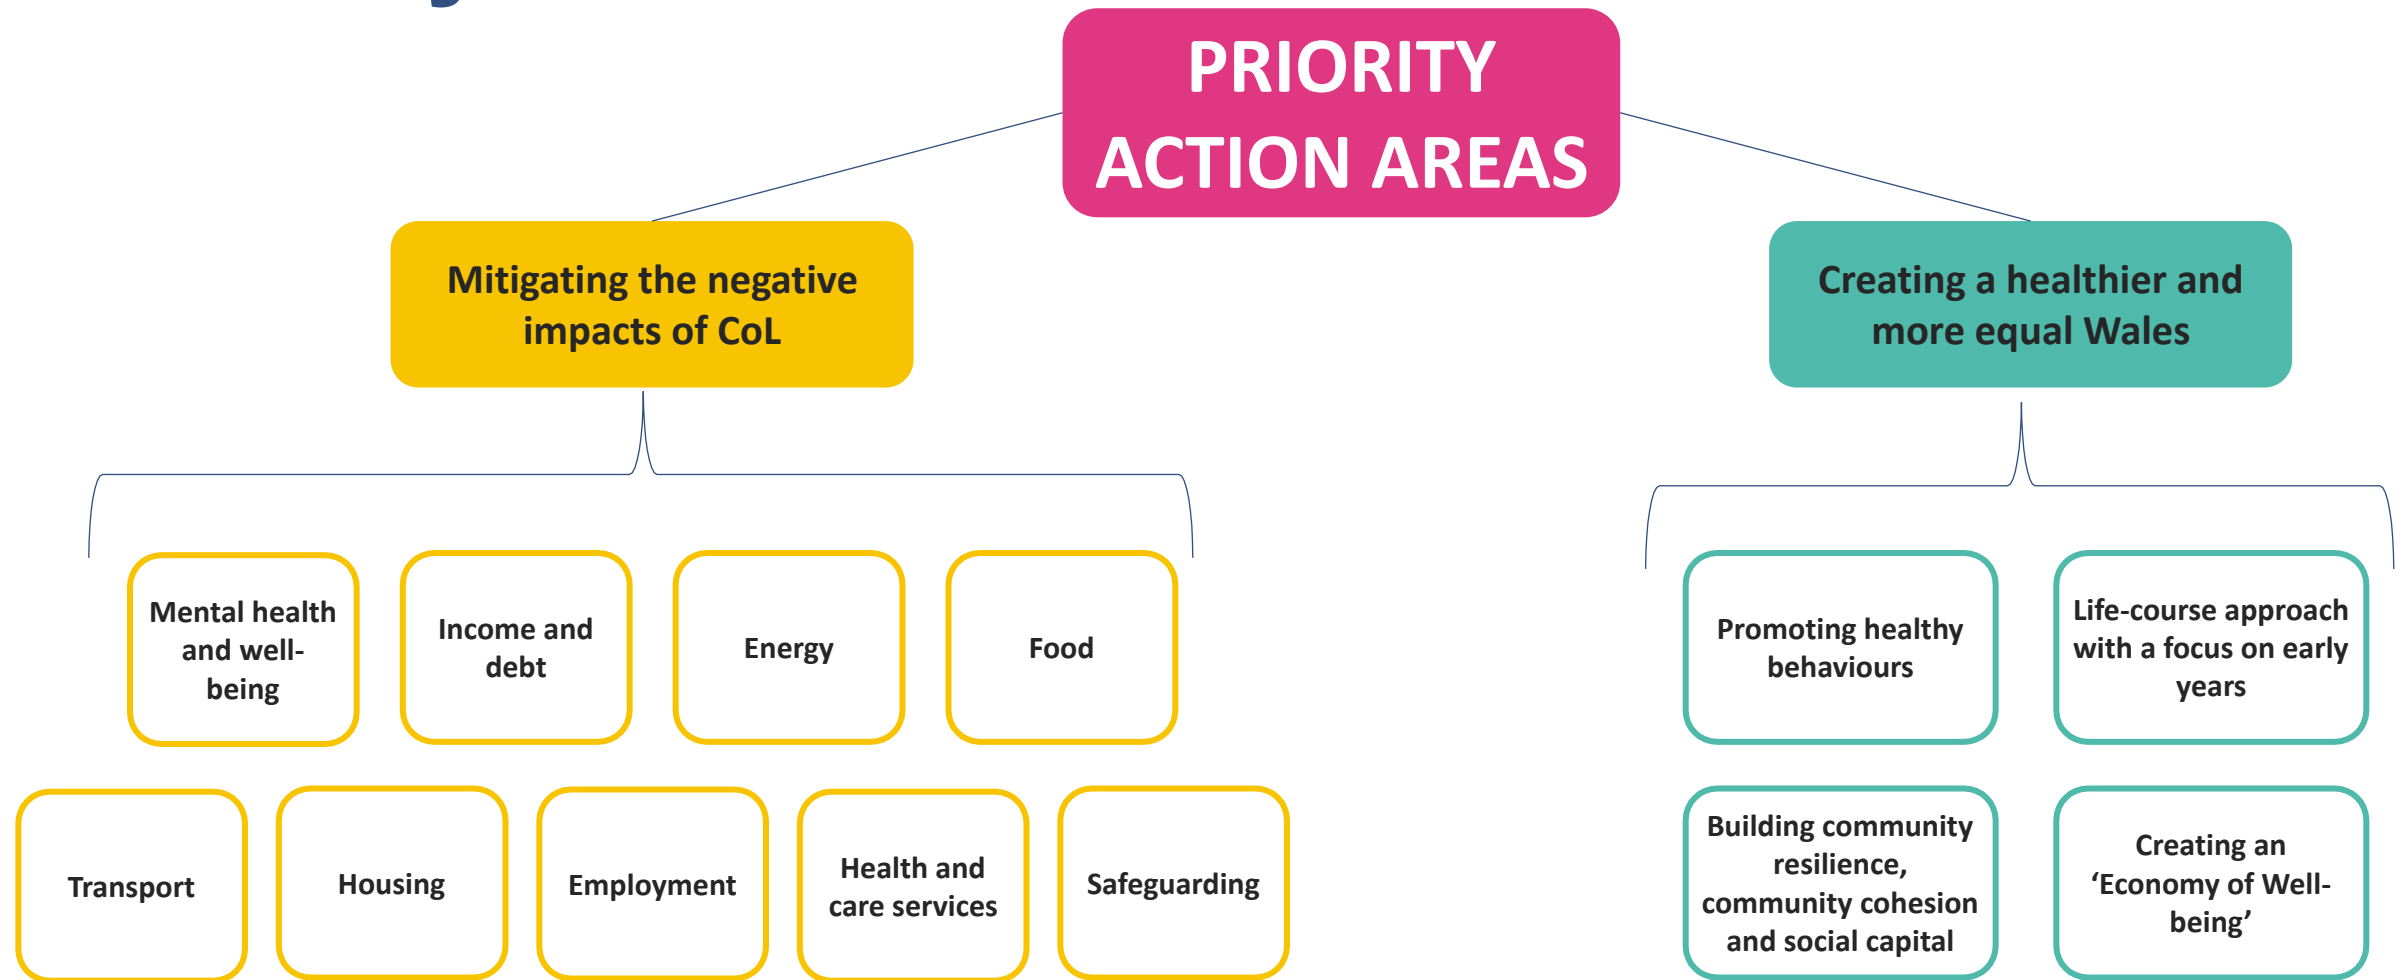 PRIORITY
ACTION AREAS
Mitigating the negative
impacts of CoL
Creating a healthier and
more equal Wales
Mental health
and well-
being
Income and
debt
Energy
Food
Promoting healthy
behaviours
Life-course approach
with a focus on early
years
Transport
Housing
Employment
Health and
care services
Safeguarding
Building community
resilience,
community cohesion
and social capital
Creating an
‘Economy of Well-
being’